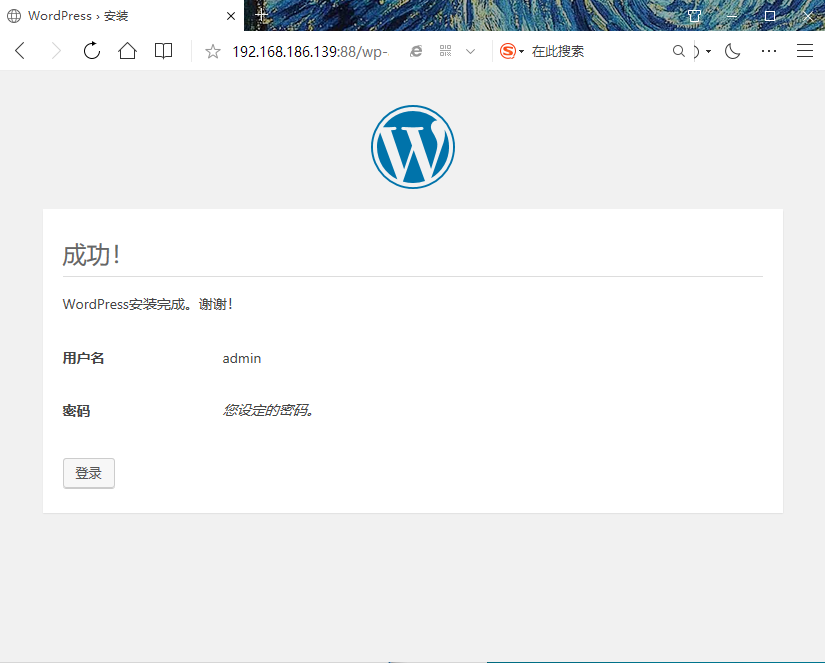 WordPress › 安装
192.168.186.139:88/wp-
在此搜索
成功！
WordPress安装完成。谢谢！
用户名 admin
密码 您设定的密码。
登录